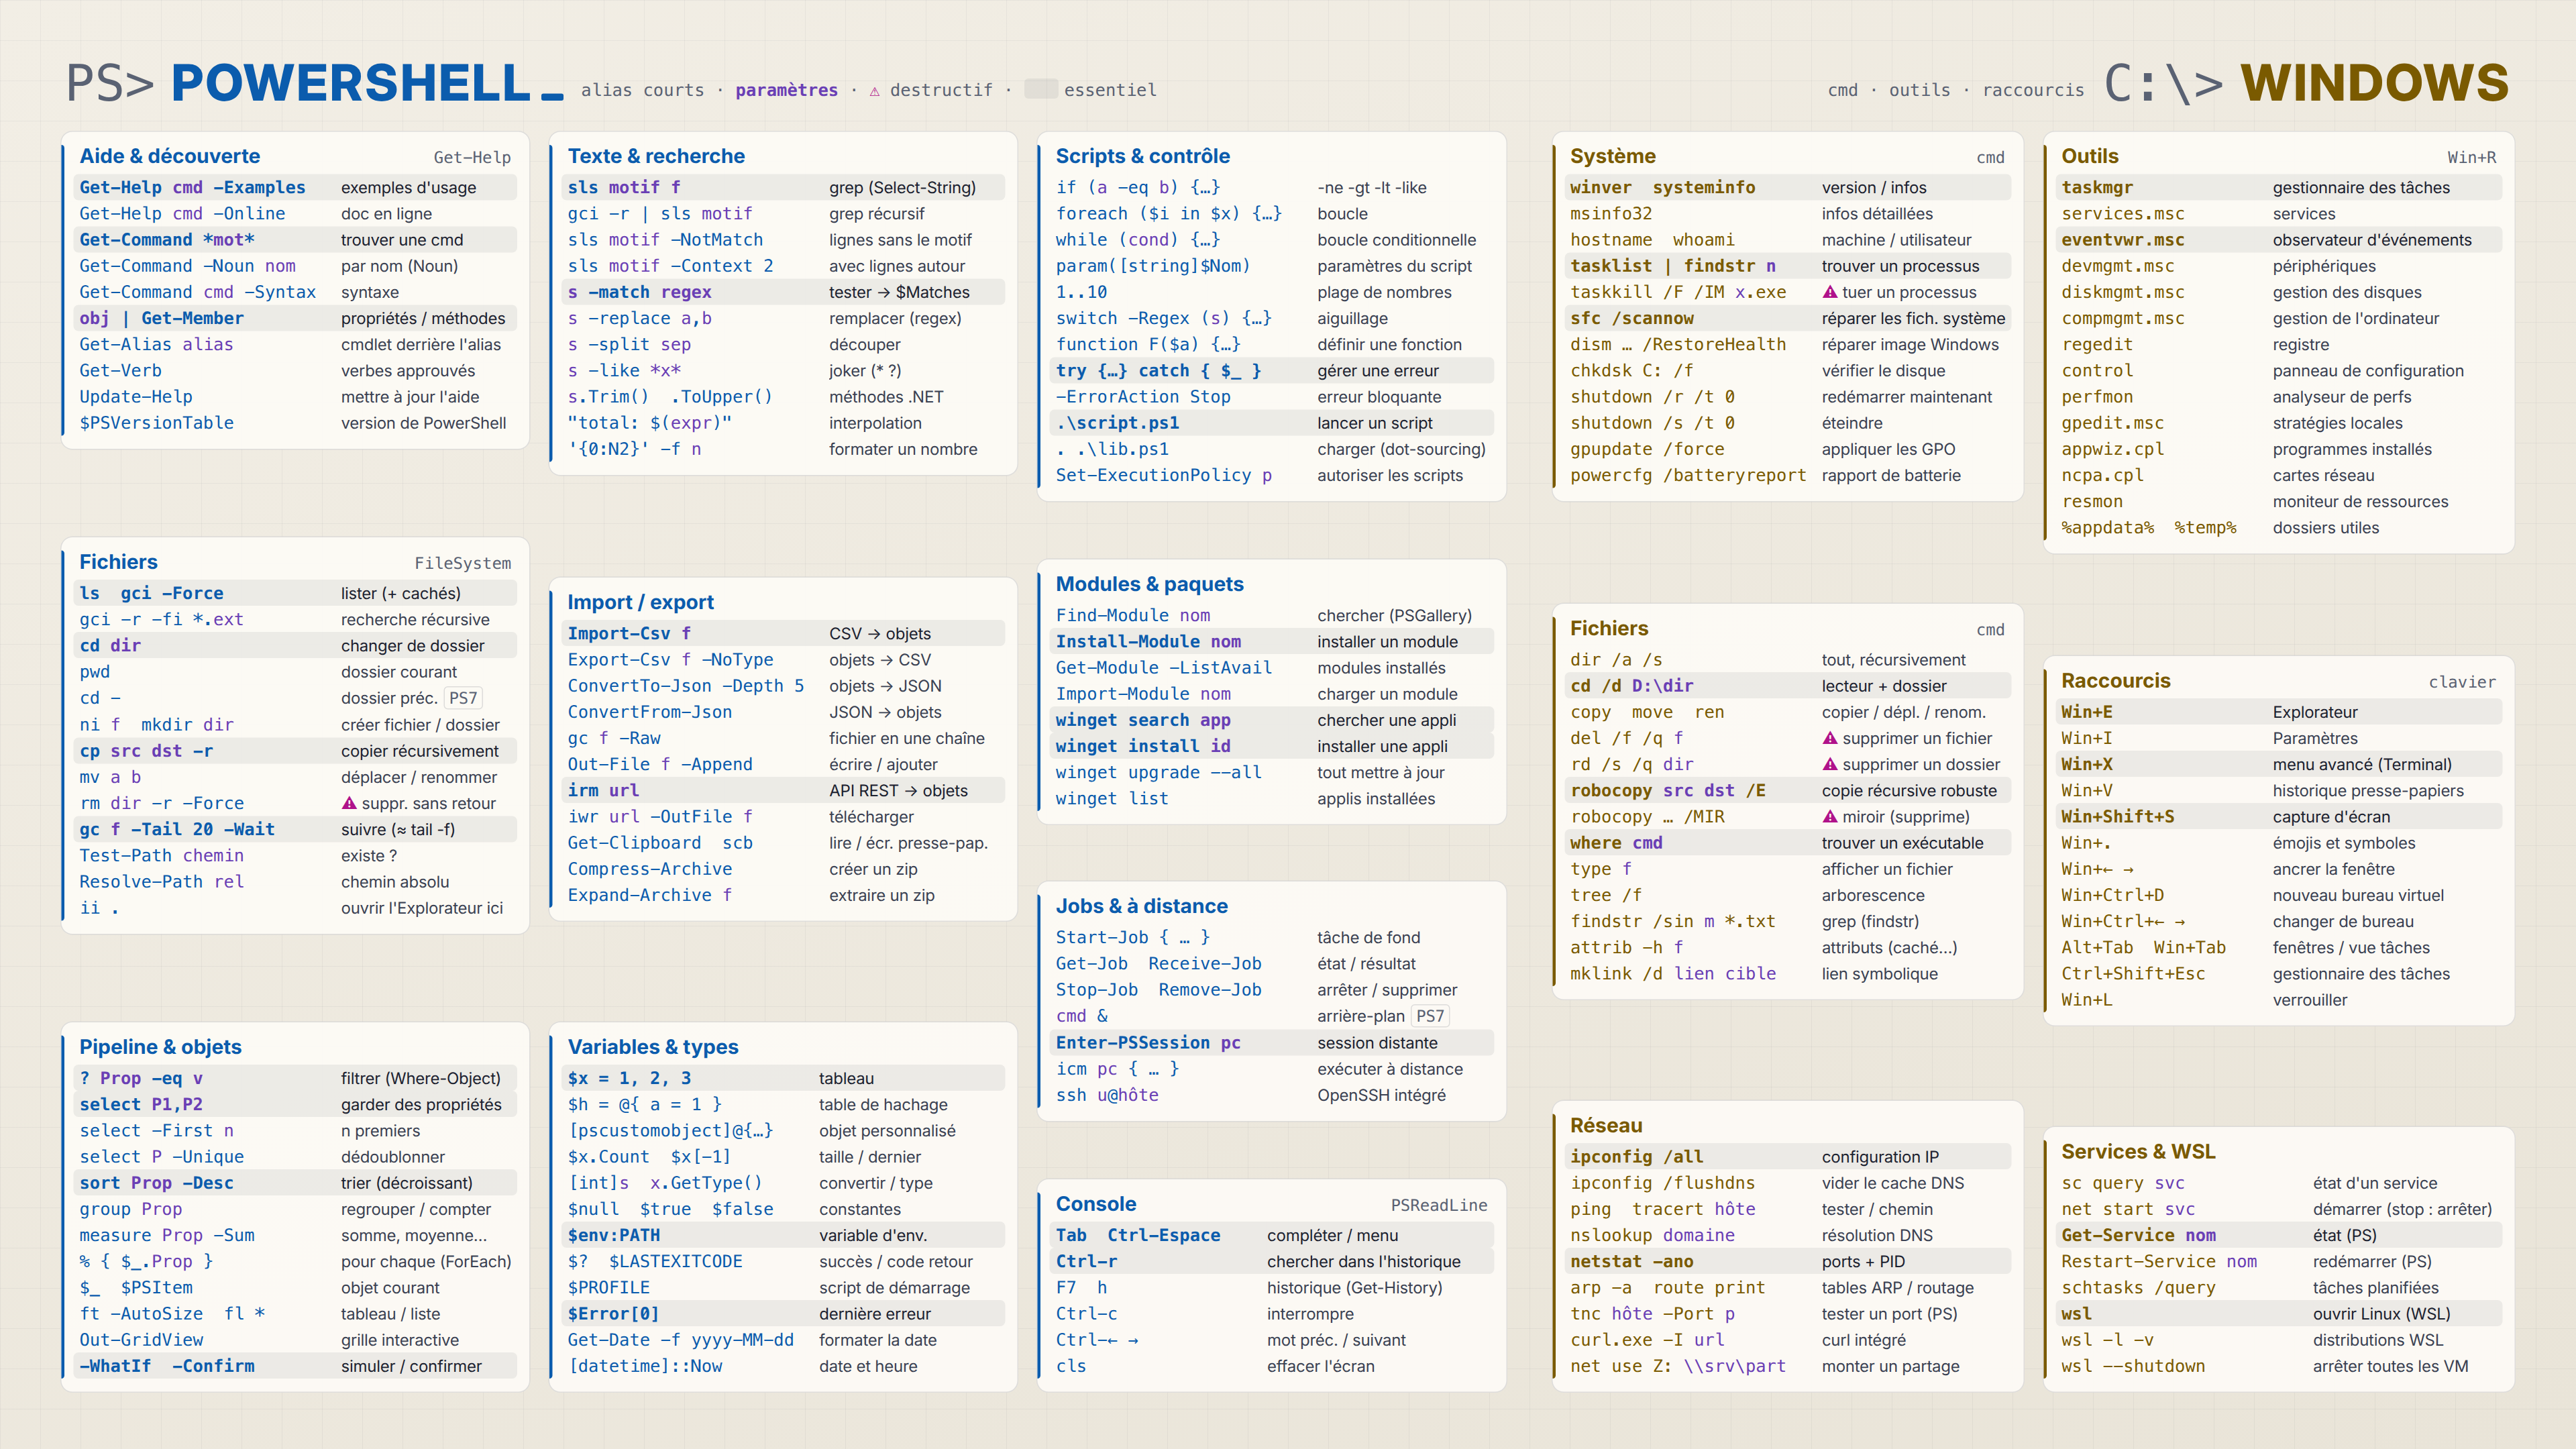 PS> POWERSHELL_ alias courts · paramètres · ⚠ destructif · essentiel
cmd · outils · raccourcis C:\> WINDOWS
Aide & découverte Get-Help
Get-Help cmd -Examples exemples d'usage
Get-Help cmd -Online doc en ligne
Get-Command *mot* trouver une cmd
Get-Command -Noun nom par nom (Noun)
Get-Command cmd -Syntax syntaxe
obj | Get-Member propriétés / méthodes
Get-Alias alias cmdlet derrière l'alias
Get-Verb verbes approuvés
Update-Help mettre à jour l'aide
$PSVersionTable version de PowerShell
Fichiers FileSystem
ls gci -Force lister (+ cachés)
gci -r -fi *.ext recherche récursive
cd dir changer de dossier
pwd dossier courant
cd - dossier préc. PS7
ni f mkdir dir créer fichier / dossier
cp src dst -r copier récursivement
mv a b déplacer / renommer
rm dir -r -Force ⚠ suppr. sans retour
gc f -Tail 20 -Wait suivre (≈ tail -f)
Test-Path chemin existe ?
Resolve-Path rel chemin absolu
ii . ouvrir l'Explorateur ici
Pipeline & objets
? Prop -eq v filtrer (Where-Object)
select P1,P2 garder des propriétés
select -First n n premiers
select P -Unique dédoublonner
sort Prop -Desc trier (décroissant)
group Prop regrouper / compter
measure Prop -Sum somme, moyenne…
% { $_.Prop } pour chaque (ForEach)
$_ $PSItem objet courant
ft -AutoSize fl * tableau / liste
Out-GridView grille interactive
-WhatIf -Confirm simuler / confirmer
Texte & recherche
sls motif f grep (Select-String)
gci -r | sls motif grep récursif
sls motif -NotMatch lignes sans le motif
sls motif -Context 2 avec lignes autour
s -match regex tester → $Matches
s -replace a,b remplacer (regex)
s -split sep découper
s -like *x* joker (* ?)
s.Trim() .ToUpper() méthodes .NET
"total: $(expr)" interpolation
'{0:N2}' -f n formater un nombre
Import / export
Import-Csv f CSV → objets
Export-Csv f -NoType objets → CSV
ConvertTo-Json -Depth 5 objets → JSON
ConvertFrom-Json JSON → objets
gc f -Raw fichier en une chaîne
Out-File f -Append écrire / ajouter
irm url API REST → objets
iwr url -OutFile f télécharger
Get-Clipboard scb lire / écr. presse-pap.
Compress-Archive créer un zip
Expand-Archive f extraire un zip
Variables & types
$x = 1, 2, 3 tableau
$h = @{ a = 1 } table de hachage
[pscustomobject]@{…} objet personnalisé
$x.Count $x[-1] taille / dernier
[int]s x.GetType() convertir / type
$null $true $false constantes
$env:PATH variable d'env.
$? $LASTEXITCODE succès / code retour
$PROFILE script de démarrage
$Error[0] dernière erreur
Get-Date -f yyyy-MM-dd formater la date
[datetime]::Now date et heure
Scripts & contrôle
if (a -eq b) {…} -ne -gt -lt -like
foreach ($i in $x) {…} boucle
while (cond) {…} boucle conditionnelle
param([string]$Nom) paramètres du script
1..10 plage de nombres
switch -Regex (s) {…} aiguillage
function F($a) {…} définir une fonction
try {…} catch { $_ } gérer une erreur
-ErrorAction Stop erreur bloquante
.\script.ps1 lancer un script
. .\lib.ps1 charger (dot-sourcing)
Set-ExecutionPolicy p autoriser les scripts
Modules & paquets
Find-Module nom chercher (PSGallery)
Install-Module nom installer un module
Get-Module -ListAvail modules installés
Import-Module nom charger un module
winget search app chercher une appli
winget install id installer une appli
winget upgrade --all tout mettre à jour
winget list applis installées
Jobs & à distance
Start-Job { … } tâche de fond
Get-Job Receive-Job état / résultat
Stop-Job Remove-Job arrêter / supprimer
cmd & arrière-plan PS7
Enter-PSSession pc session distante
icm pc { … } exécuter à distance
ssh u@hôte OpenSSH intégré
Console PSReadLine
Tab Ctrl-Espace compléter / menu
Ctrl-r chercher dans l'historique
F7 h historique (Get-History)
Ctrl-c interrompre
Ctrl-← → mot préc. / suivant
cls effacer l'écran
Système cmd
winver systeminfo version / infos
msinfo32 infos détaillées
hostname whoami machine / utilisateur
tasklist | findstr n trouver un processus
taskkill /F /IM x.exe ⚠ tuer un processus
sfc /scannow réparer les fich. système
dism … /RestoreHealth réparer image Windows
chkdsk C: /f vérifier le disque
shutdown /r /t 0 redémarrer maintenant
shutdown /s /t 0 éteindre
gpupdate /force appliquer les GPO
powercfg /batteryreport rapport de batterie
Fichiers cmd
dir /a /s tout, récursivement
cd /d D:\dir lecteur + dossier
copy move ren copier / dépl. / renom.
del /f /q f ⚠ supprimer un fichier
rd /s /q dir ⚠ supprimer un dossier
robocopy src dst /E copie récursive robuste
robocopy … /MIR ⚠ miroir (supprime)
where cmd trouver un exécutable
type f afficher un fichier
tree /f arborescence
findstr /sin m *.txt grep (findstr)
attrib -h f attributs (caché…)
mklink /d lien cible lien symbolique
Réseau
ipconfig /all configuration IP
ipconfig /flushdns vider le cache DNS
ping tracert hôte tester / chemin
nslookup domaine résolution DNS
netstat -ano ports + PID
arp -a route print tables ARP / routage
tnc hôte -Port p tester un port (PS)
curl.exe -I url curl intégré
net use Z: \\srv\part monter un partage
Outils Win+R
taskmgr gestionnaire des tâches
services.msc services
eventvwr.msc observateur d'événements
devmgmt.msc périphériques
diskmgmt.msc gestion des disques
compmgmt.msc gestion de l'ordinateur
regedit registre
control panneau de configuration
perfmon analyseur de perfs
gpedit.msc stratégies locales
appwiz.cpl programmes installés
ncpa.cpl cartes réseau
resmon moniteur de ressources
%appdata% %temp% dossiers utiles
Raccourcis clavier
Win+E Explorateur
Win+I Paramètres
Win+X menu avancé (Terminal)
Win+V historique presse-papiers
Win+Shift+S capture d'écran
Win+. émojis et symboles
Win+← → ancrer la fenêtre
Win+Ctrl+D nouveau bureau virtuel
Win+Ctrl+← → changer de bureau
Alt+Tab Win+Tab fenêtres / vue tâches
Ctrl+Shift+Esc gestionnaire des tâches
Win+L verrouiller
Services & WSL
sc query svc état d'un service
net start svc démarrer (stop : arrêter)
Get-Service nom état (PS)
Restart-Service nom redémarrer (PS)
schtasks /query tâches planifiées
wsl ouvrir Linux (WSL)
wsl -l -v distributions WSL
wsl --shutdown arrêter toutes les VM